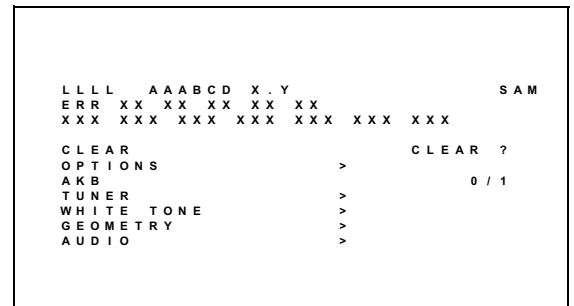 LLLL AAABCD X.Y SAM
ERR XX XX XX XX XX
XXX XXX XXX XXX XXX XXX XXX
CLEAR CLEAR ?
OPTIONS >
AKB 0/1
TUNER >
WHITE TONE >
GEOMETRY >
AUDIO >